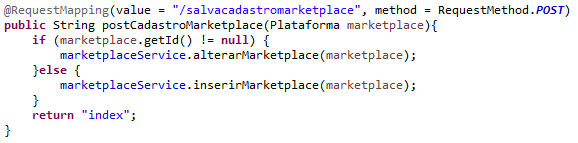 @RequestMapping(value = "/salvacadastromarketplace", method = RequestMethod.POST)
public String postCadastroMarketplace(Plataforma marketplace){
    if (marketplace.getId() != null) {
        marketplaceService.alterarMarketplace(marketplace);
    }else {
        marketplaceService.inserirMarketplace(marketplace);
    }
    return "index";
}